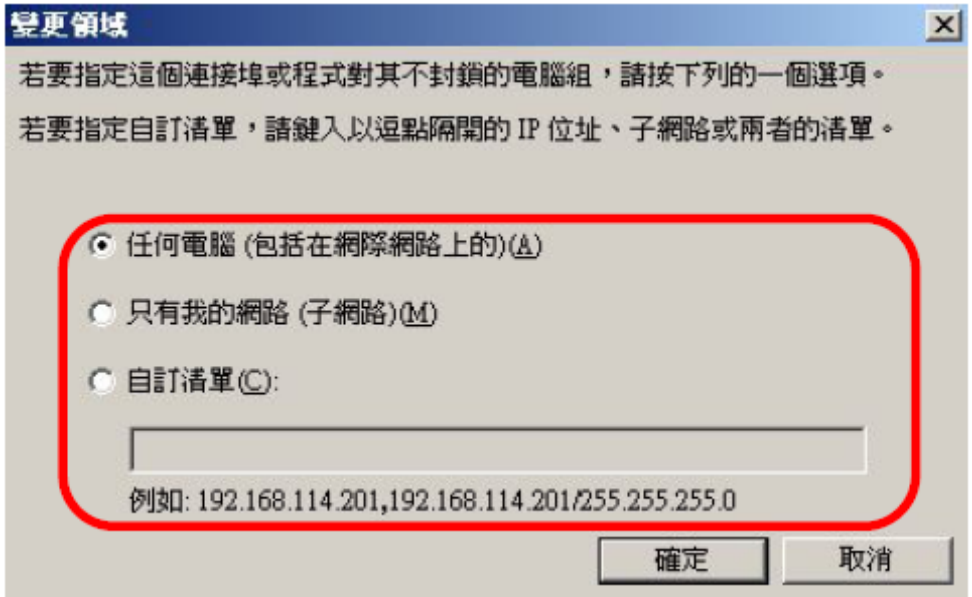 變更領域
若要指定這個連接埠或程式對其不封鎖的電腦組，請按下列的一個選項。
若要指定自訂清單，請鍵入以逗點隔開的 IP 位址、子網路或兩者的清單。
任何電腦 (包括在網際網路上的)(A)
只有我的網路 (子網路)(M)
自訂清單(C):
例如: 192.168.114.201,192.168.114.201/255.255.255.0
確定 取消